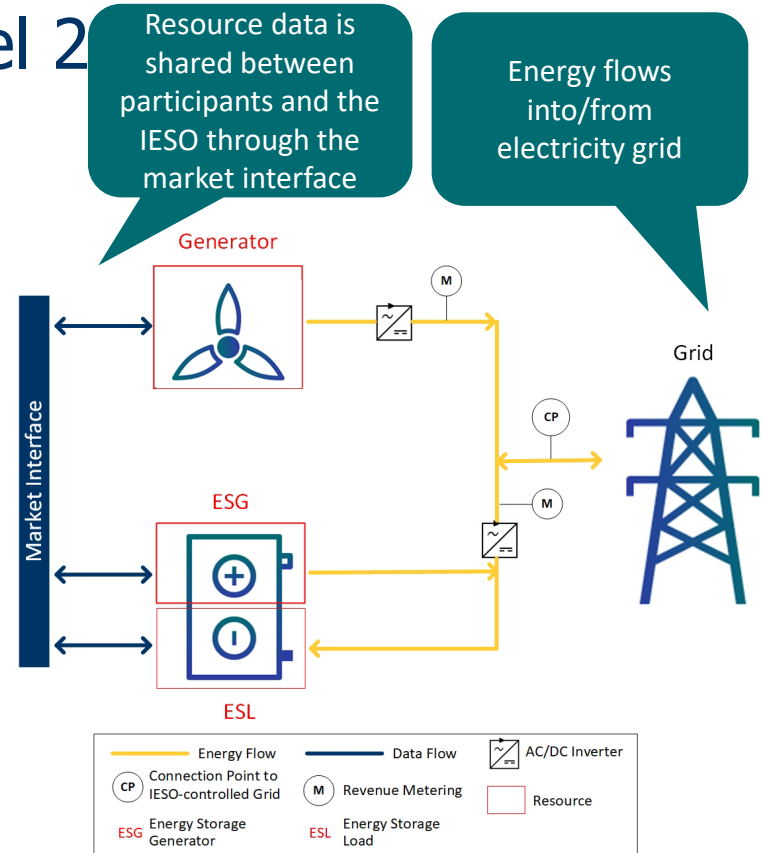 el 2
Resource data is
shared between
participants and the
IESO through the
market interface
Energy flows
into/from
electricity grid
Generator
M
Grid
CP
Market Interface
ESG
M
ESL
Energy Flow
Data Flow
AC/DC Inverter
CP Connection Point to
IESO-controlled Grid
M Revenue Metering
Resource
ESG Energy Storage
Generator
ESL Energy Storage
Load